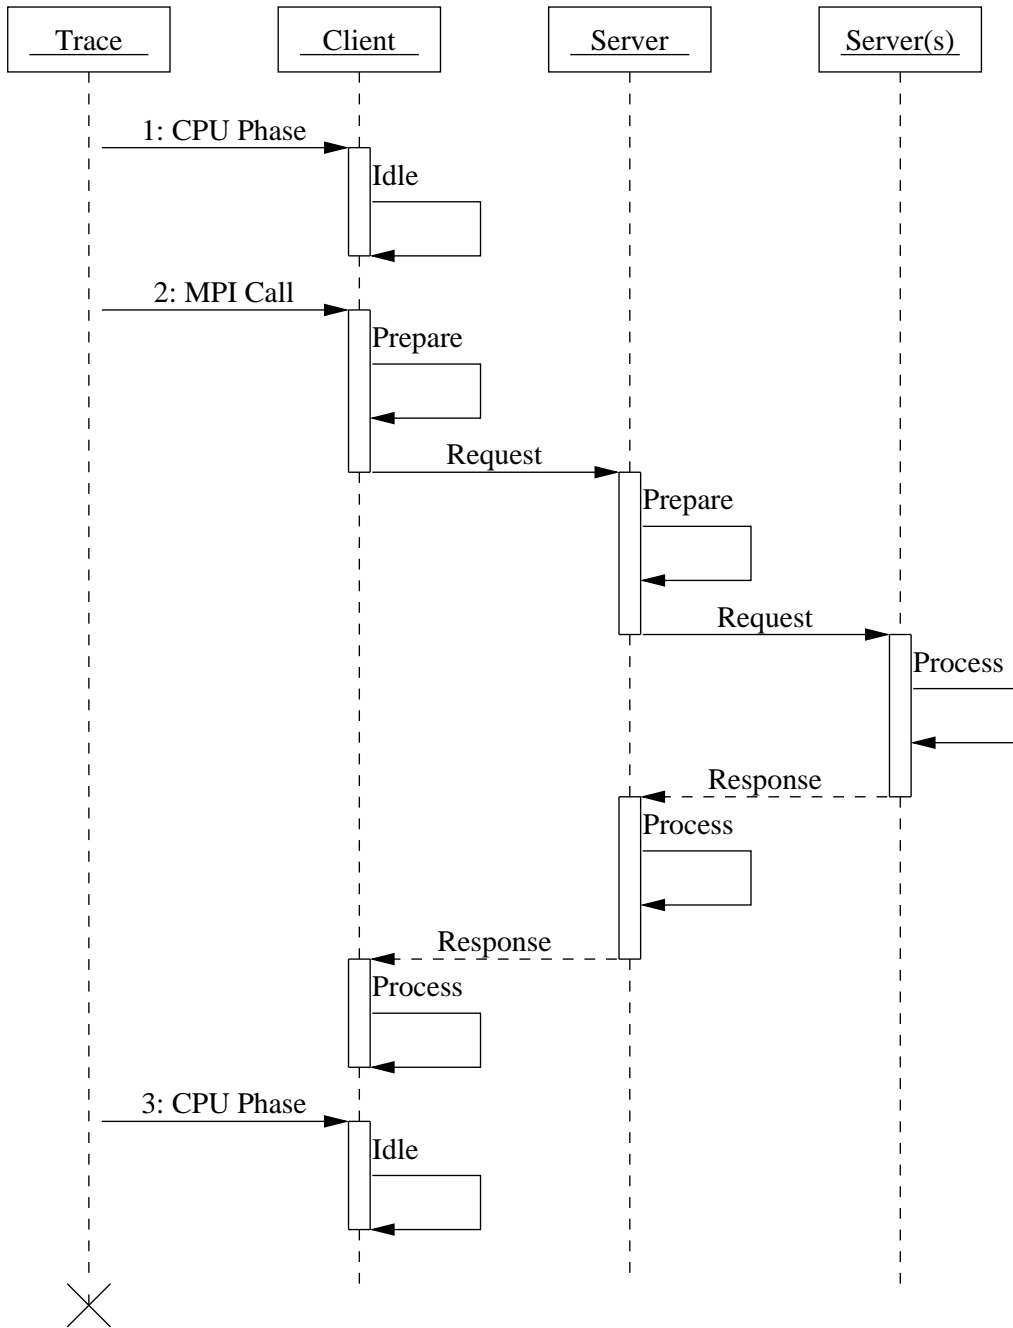 Trace
Client
Server
Server(s)
1: CPU Phase
Idle
2: MPI Call
Prepare
Request
Prepare
Request
Process
Response
Process
Response
Process
3: CPU Phase
Idle